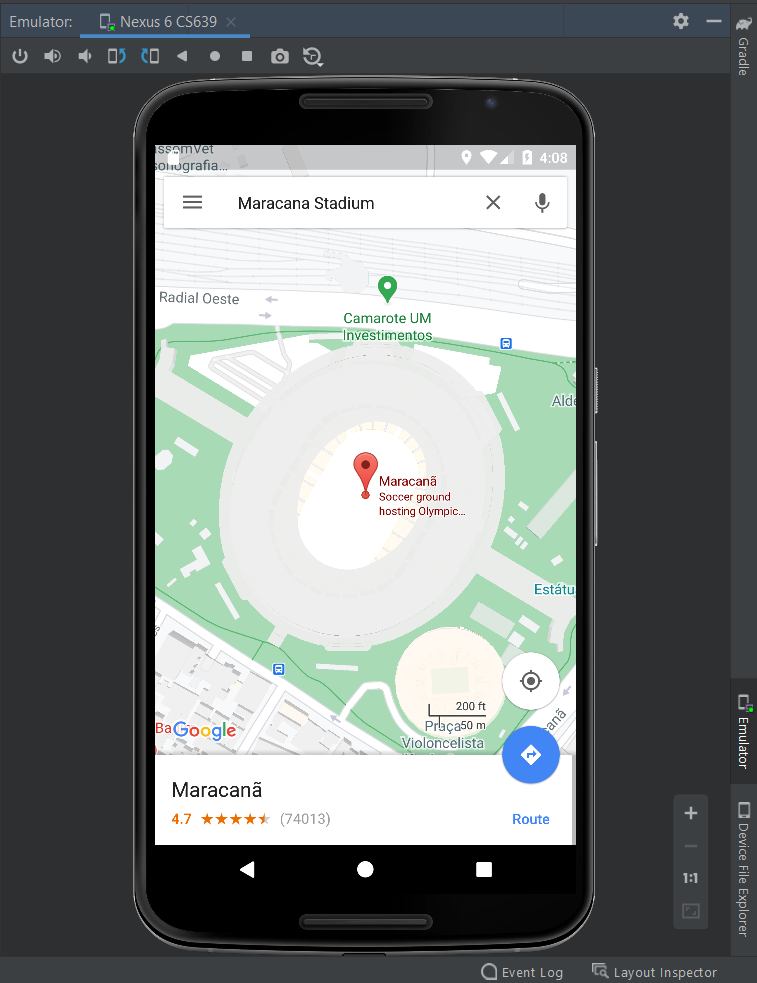 Emulator:
Nexus 6 CS639
Gradle
ssomVet
sonografia...
4:08
Maracana Stadium
Radial Oeste
Camarote UM
Investimentos
Alde
Maracanã
Soccer ground
hosting Olympic...
Estátu
200 ft
50 m
Praça
Violoncelista
anã
Ba
Google
Maracanã
4.7
(74013)
Route
Emulator
1:1
Device File Explorer
Event Log
Layout Inspector